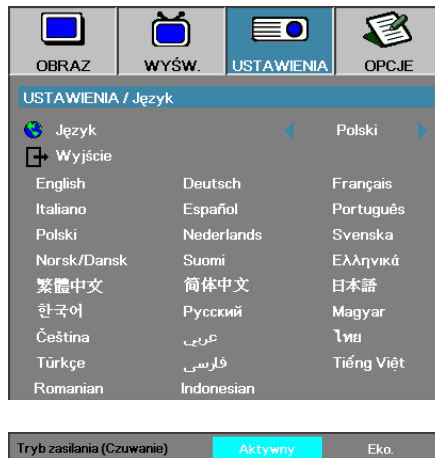 OBRAZ WYŚW. USTAWIENIA OPCJE
USTAWIENIA / Język
Język Polski
Wyjście
English Deutsch Français
Italiano Español Português
Polski Nederlands Svenska
Norsk/Dansk Suomi Ελληνικά
繁體中文 简体中文 日本語
한국어 Русский Magyar
Čeština عربي ไทย
Türkçe فارسی Tiếng Việt
Romanian Indonesian
Tryb zasilania (Czuwanie) Aktywny Eko.